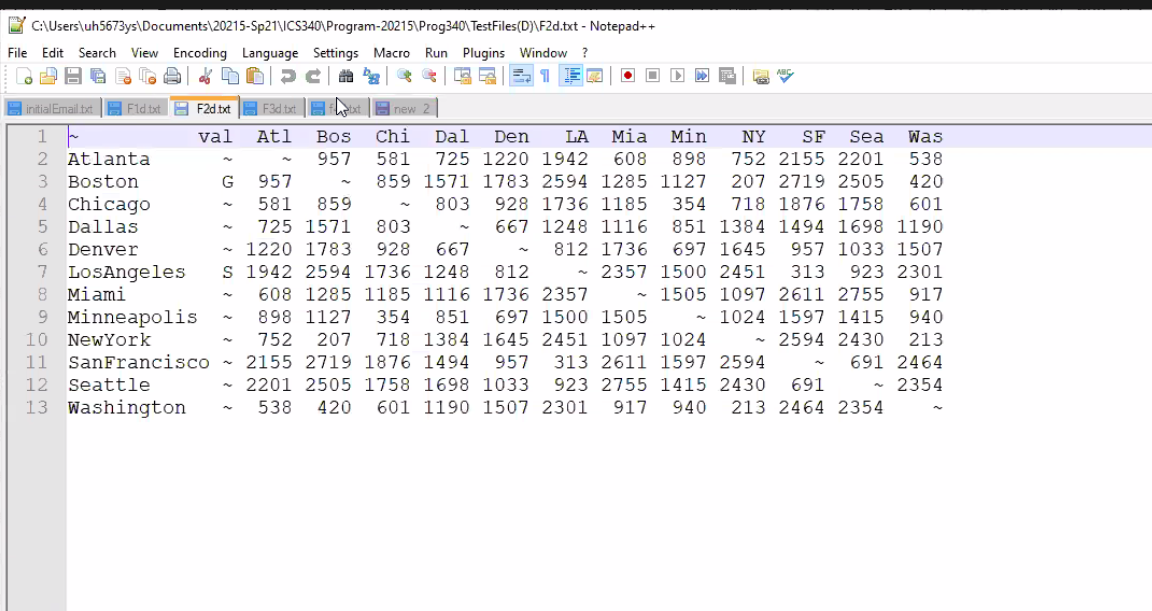 C:\Users\uh5673ys\Documents\20215-Sp21\ICS340\Program-20215\Prog340\TestFiles(D)\F2d.txt - Notepad++
File Edit Search View Encoding Language Settings Macro Run Plugins Window ?
initialEmail.txt F1d.txt F2d.txt F3d.txt new 2
1 ~ val Atl Bos Chi Dal Den LA Mia Min NY SF Sea Was
2 Atlanta ~ ~ 957 581 725 1220 1942 608 898 752 2155 2201 538
3 Boston G 957 ~ 859 1571 1783 2594 1285 1127 207 2719 2505 420
4 Chicago ~ 581 859 ~ 803 928 1736 1185 354 718 1876 1758 601
5 Dallas ~ 725 1571 803 ~ 667 1248 1116 851 1384 1494 1698 1190
6 Denver ~ 1220 1783 928 667 ~ 812 1736 697 1645 957 1033 1507
7 LosAngeles S 1942 2594 1736 1248 812 ~ 2357 1500 2451 313 923 2301
8 Miami ~ 608 1285 1185 1116 1736 2357 ~ 1505 1097 2611 2755 917
9 Minneapolis ~ 898 1127 354 851 697 1500 1505 ~ 1024 1597 1415 940
10 NewYork ~ 752 207 718 1384 1645 2451 1097 1024 ~ 2594 2430 213
11 SanFrancisco ~ 2155 2719 1876 1494 957 313 2611 1597 2594 ~ 691 2464
12 Seattle ~ 2201 2505 1758 1698 1033 923 2755 1415 2430 691 ~ 2354
13 Washington ~ 538 420 601 1190 1507 2301 917 940 213 2464 2354 ~